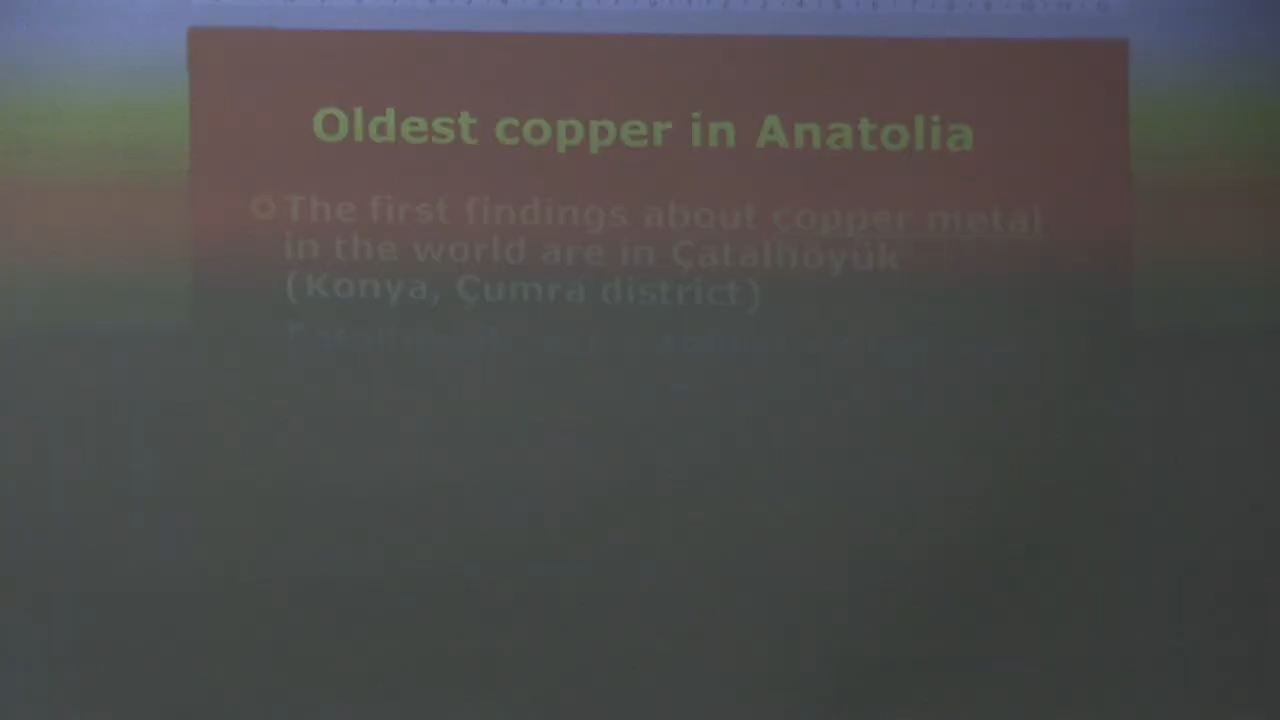 Oldest copper in Anatolia
The first findings about copper metal
in the world are in Çatalhöyük
(Konya, Çumra district)